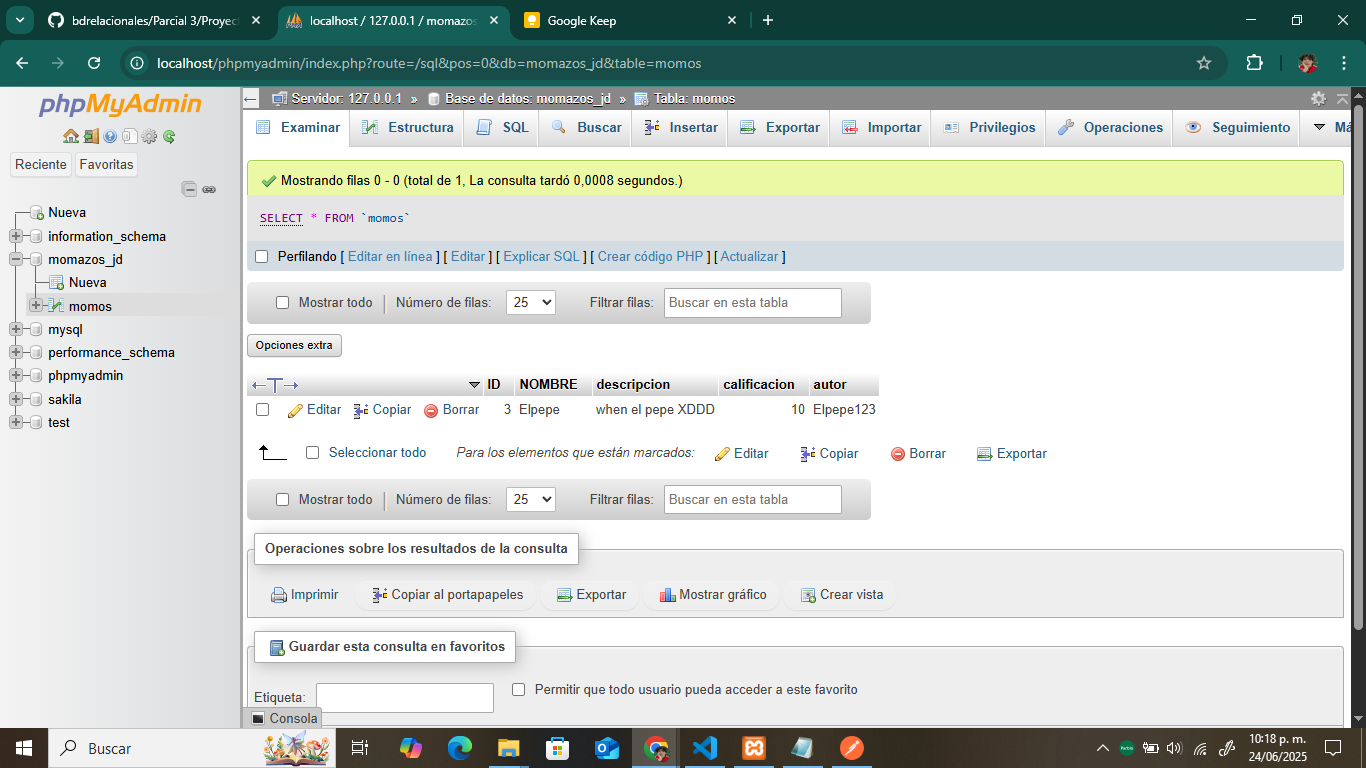 bdrelacionales/Parcial 3/Proyec
localhost / 127.0.0.1 / momazos
Google Keep
localhost/phpmyadmin/index.php?route=/sql&pos=0&db=momazos_jd&table=momos
phpMyAdmin
Reciente Favoritas
Nueva
information_schema
momazos_jd
Nueva
momos
mysql
performance_schema
phpmyadmin
sakila
test
Servidor: 127.0.0.1 » Base de datos: momazos_jd » Tabla: momos
Examinar Estructura SQL Buscar Insertar Exportar Importar Privilegios Operaciones Seguimiento Má
Mostrando filas 0 - 0 (total de 1, La consulta tardó 0,0008 segundos.)
SELECT * FROM `momos`
Perfilando [ Editar en línea ] [ Editar ] [ Explicar SQL ] [ Crear código PHP ] [ Actualizar ]
Mostrar todo Número de filas: 25 Filtrar filas: Buscar en esta tabla
Opciones extra
←T→ ID NOMBRE descripcion calificacion autor
Editar Copiar Borrar 3 Elpepe when el pepe XDDD 10 Elpepe123
Seleccionar todo Para los elementos que están marcados: Editar Copiar Borrar Exportar
Mostrar todo Número de filas: 25 Filtrar filas: Buscar en esta tabla
Operaciones sobre los resultados de la consulta
Imprimir Copiar al portapapeles Exportar Mostrar gráfico Crear vista
Guardar esta consulta en favoritos
Etiqueta: Permitir que todo usuario pueda acceder a este favorito
Consola
Buscar
10:18 p. m.
24/06/2025